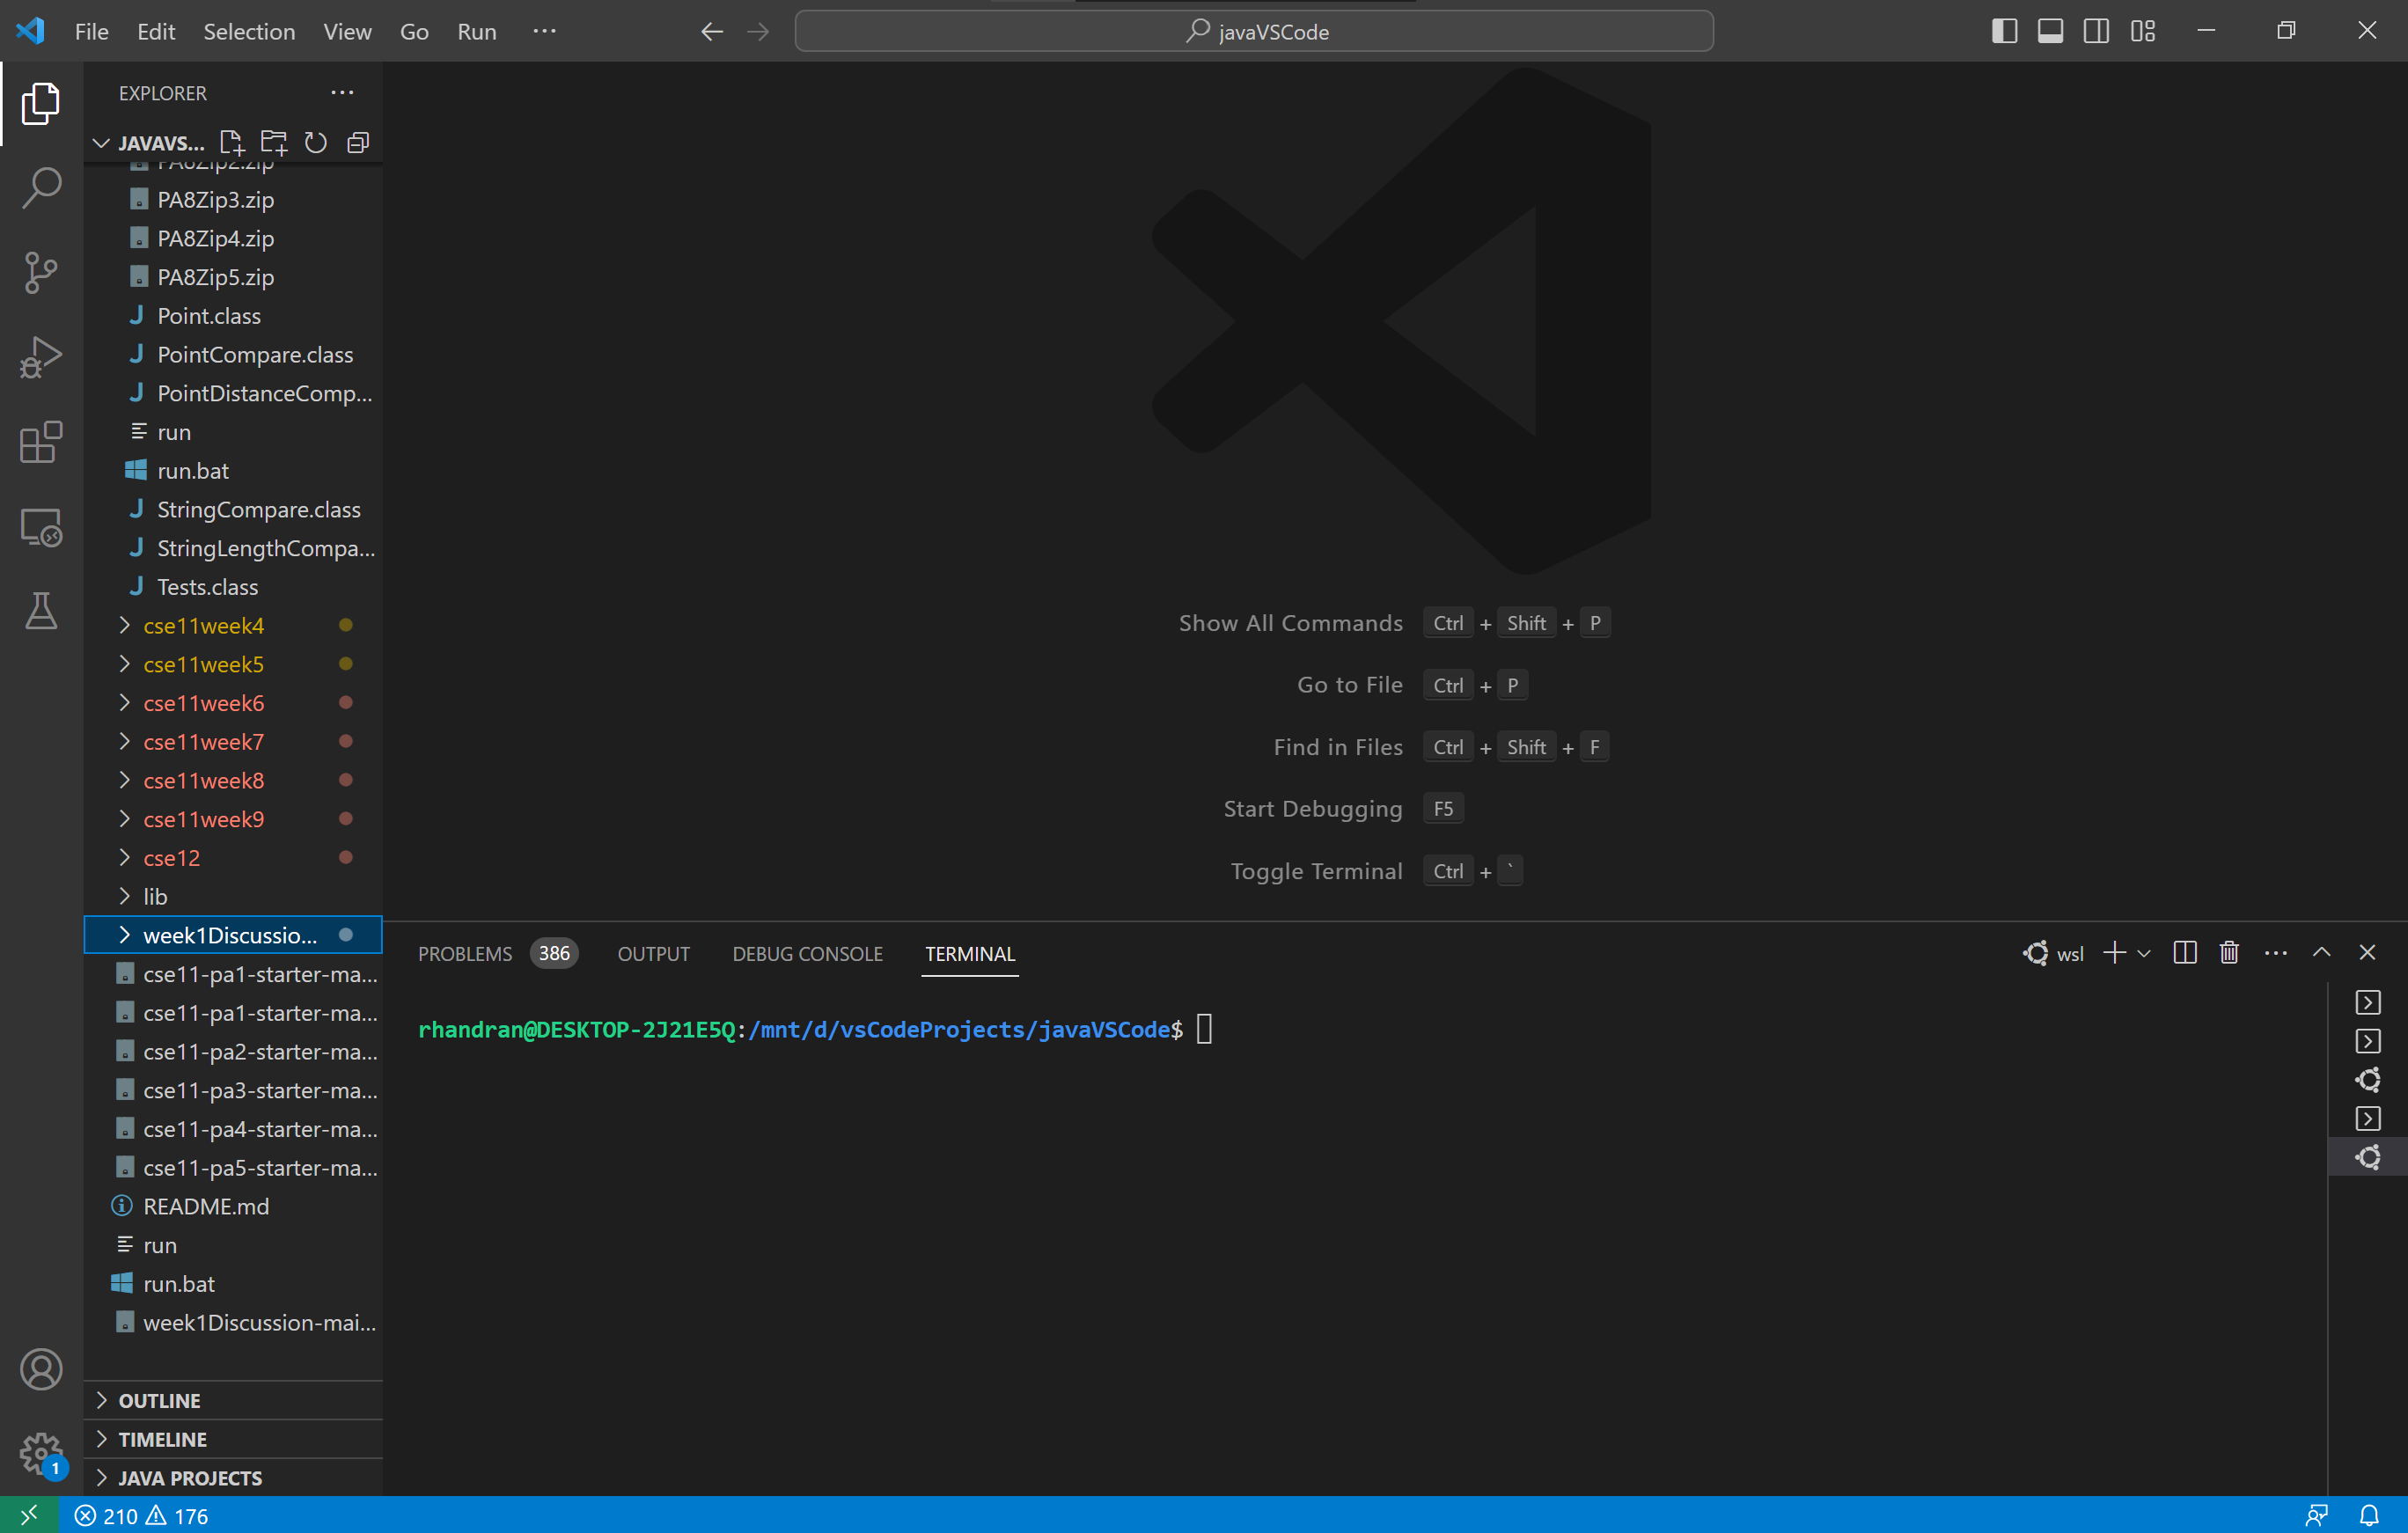 File Edit Selection View Go Run ···
javaVSCode
EXPLORER
JAVAVS...
PA8Zip2.zip
PA8Zip3.zip
PA8Zip4.zip
PA8Zip5.zip
Point.class
PointCompare.class
PointDistanceComp...
run
run.bat
StringCompare.class
StringLengthCompa...
Tests.class
cse11week4
cse11week5
cse11week6
cse11week7
cse11week8
cse11week9
cse12
lib
week1Discussio...
cse11-pa1-starter-ma...
cse11-pa1-starter-ma...
cse11-pa2-starter-ma...
cse11-pa3-starter-ma...
cse11-pa4-starter-ma...
cse11-pa5-starter-ma...
README.md
run
run.bat
week1Discussion-mai...
OUTLINE
TIMELINE
JAVA PROJECTS
1
Show All Commands Ctrl + Shift + P
Go to File Ctrl + P
Find in Files Ctrl + Shift + F
Start Debugging F5
Toggle Terminal Ctrl + `
PROBLEMS 386 OUTPUT DEBUG CONSOLE TERMINAL
wsl
rhandran@DESKTOP-2J21E5Q:/mnt/d/vsCodeProjects/javaVSCode$
210 176